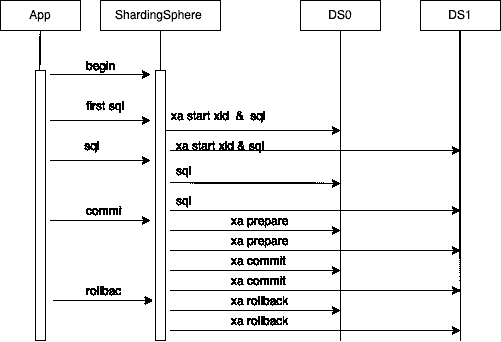 App ShardingSphere DS0 DS1
begin
first sql
xa start xid & sql
sql
xa start xid & sql
sql
sql
commi
xa prepare
xa prepare
xa commit
xa commit
rollbac
xa rollback
xa rollback